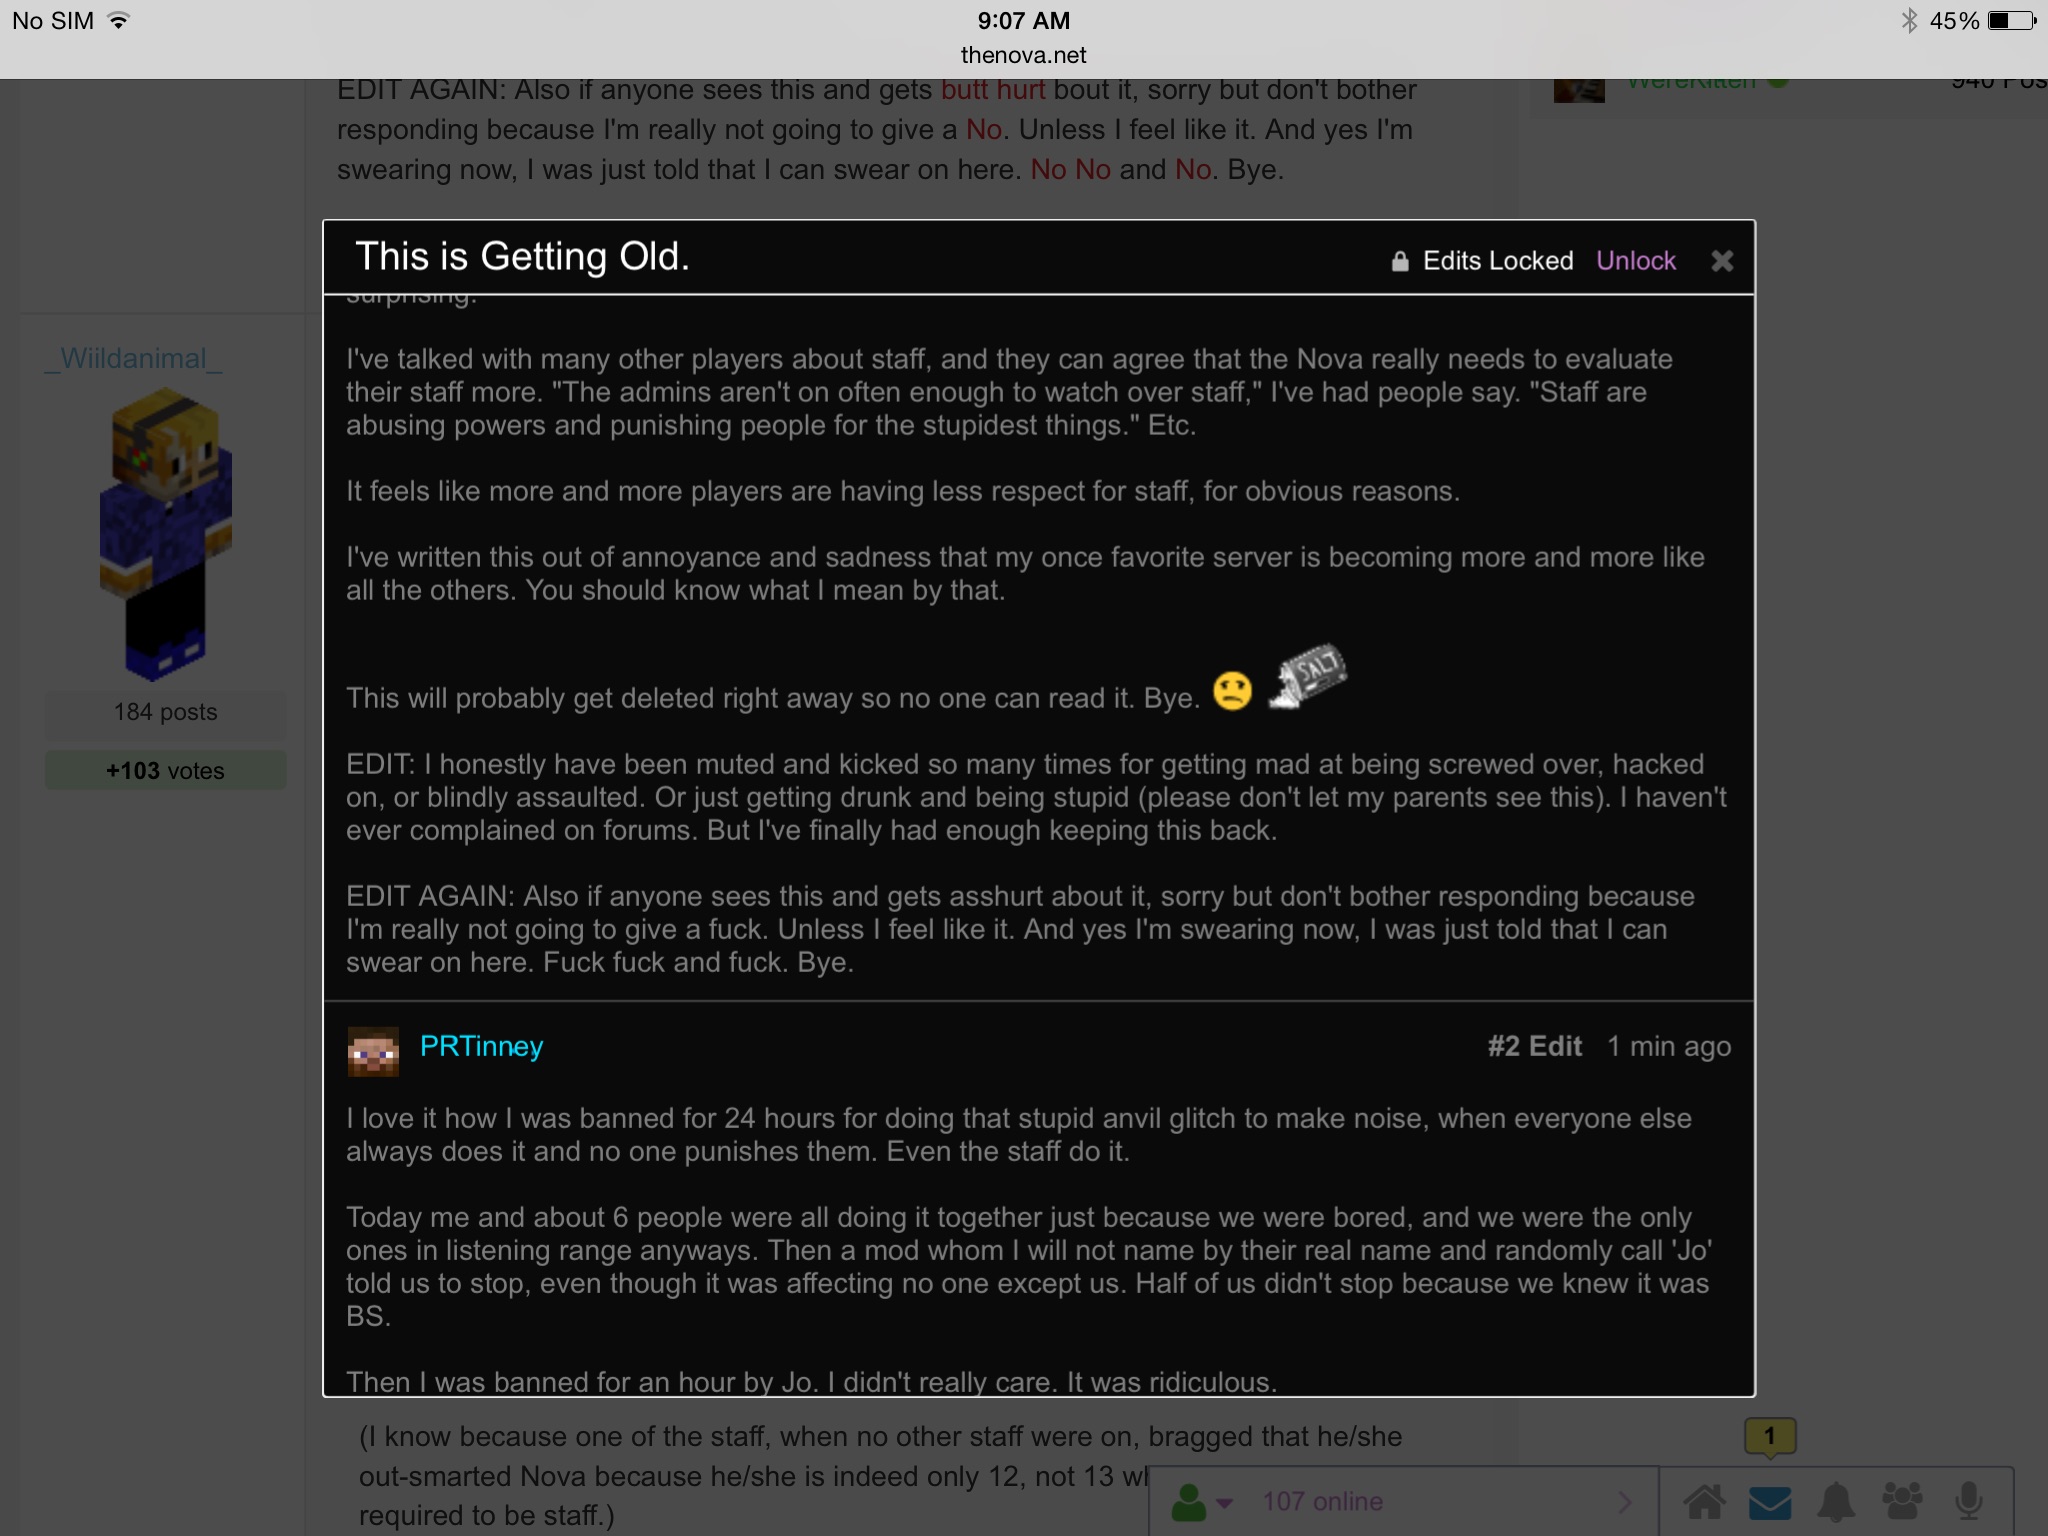 No SIM
9:07 AM
45%
thenova.net
EDIT AGAIN: Also if anyone sees this and gets butt hurt bout it, sorry but don't bother
responding because I'm really not going to give a No. Unless I feel like it. And yes I'm
swearing now, I was just told that I can swear on here. No No and No. Bye.
WereKitten
940 Pos
This is Getting Old.
Edits Locked Unlock
surprising.
I've talked with many other players about staff, and they can agree that the Nova really needs to evaluate
their staff more. "The admins aren't on often enough to watch over staff," I've had people say. "Staff are
abusing powers and punishing people for the stupidest things." Etc.
It feels like more and more players are having less respect for staff, for obvious reasons.
I've written this out of annoyance and sadness that my once favorite server is becoming more and more like
all the others. You should know what I mean by that.
SALT
This will probably get deleted right away so no one can read it. Bye.
EDIT: I honestly have been muted and kicked so many times for getting mad at being screwed over, hacked
on, or blindly assaulted. Or just getting drunk and being stupid (please don't let my parents see this). I haven't
ever complained on forums. But I've finally had enough keeping this back.
EDIT AGAIN: Also if anyone sees this and gets asshurt about it, sorry but don't bother responding because
I'm really not going to give a fuck. Unless I feel like it. And yes I'm swearing now, I was just told that I can
swear on here. Fuck fuck and fuck. Bye.
PRTinney
#2 Edit 1 min ago
I love it how I was banned for 24 hours for doing that stupid anvil glitch to make noise, when everyone else
always does it and no one punishes them. Even the staff do it.
Today me and about 6 people were all doing it together just because we were bored, and we were the only
ones in listening range anyways. Then a mod whom I will not name by their real name and randomly call 'Jo'
told us to stop, even though it was affecting no one except us. Half of us didn't stop because we knew it was
BS.
Then I was banned for an hour by Jo. I didn't really care. It was ridiculous.
_Wiildanimal_
184 posts
+103 votes
(I know because one of the staff, when no other staff were on, bragged that he/she
out-smarted Nova because he/she is indeed only 12, not 13
required to be staff.)
107 online
1